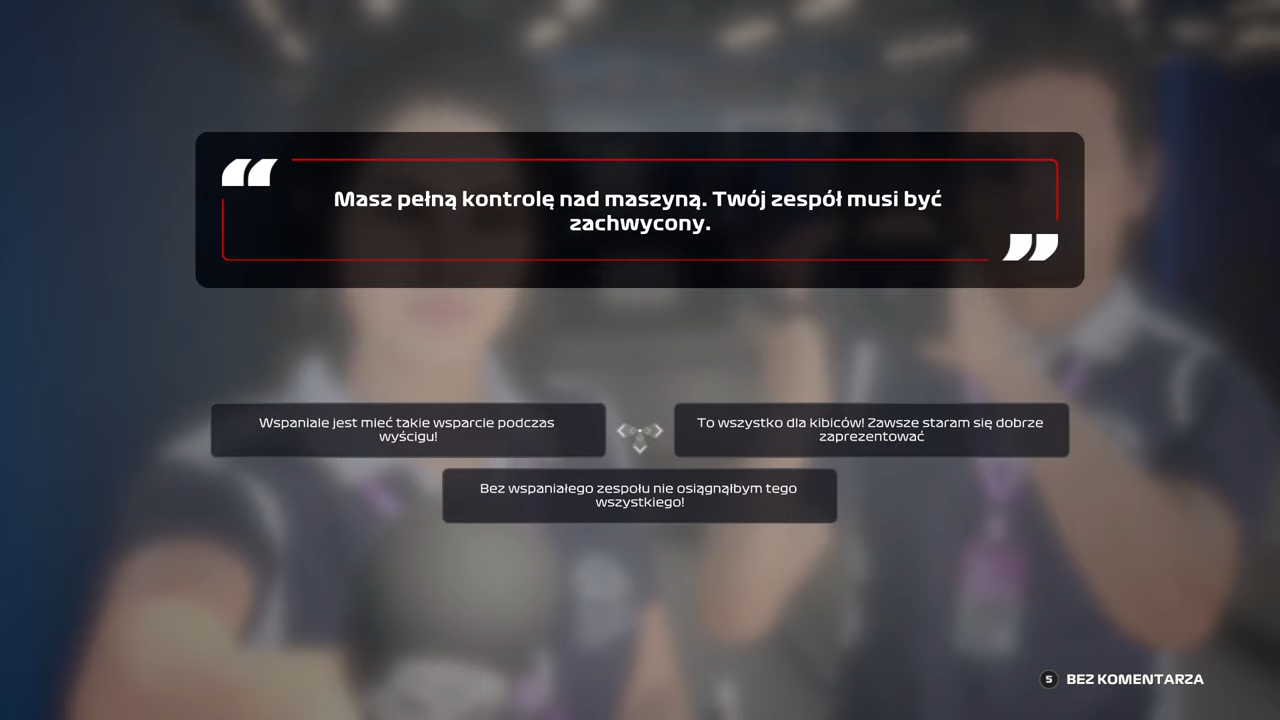 Masz pełną kontrolę nad maszyną. Twój zespół musi być
zachwycony.
Wspaniale jest mieć takie wsparcie podczas
wyścigu!
To wszystko dla kibiców! Zawsze staram się dobrze
zaprezentować
Bez wspaniałego zespołu nie osiągnąłbym tego
wszystkiego!
5 BEZ KOMENTARZA